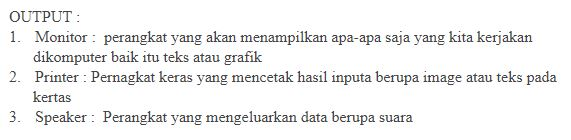 OUTPUT :
1. Monitor : perangkat yang akan menampilkan apa-apa saja yang kita kerjakan
dikomputer baik itu teks atau grafik
2. Printer : Pernagkat keras yang mencetak hasil inputa berupa image atau teks pada
kertas
3. Speaker : Perangkat yang mengeluarkan data berupa suara